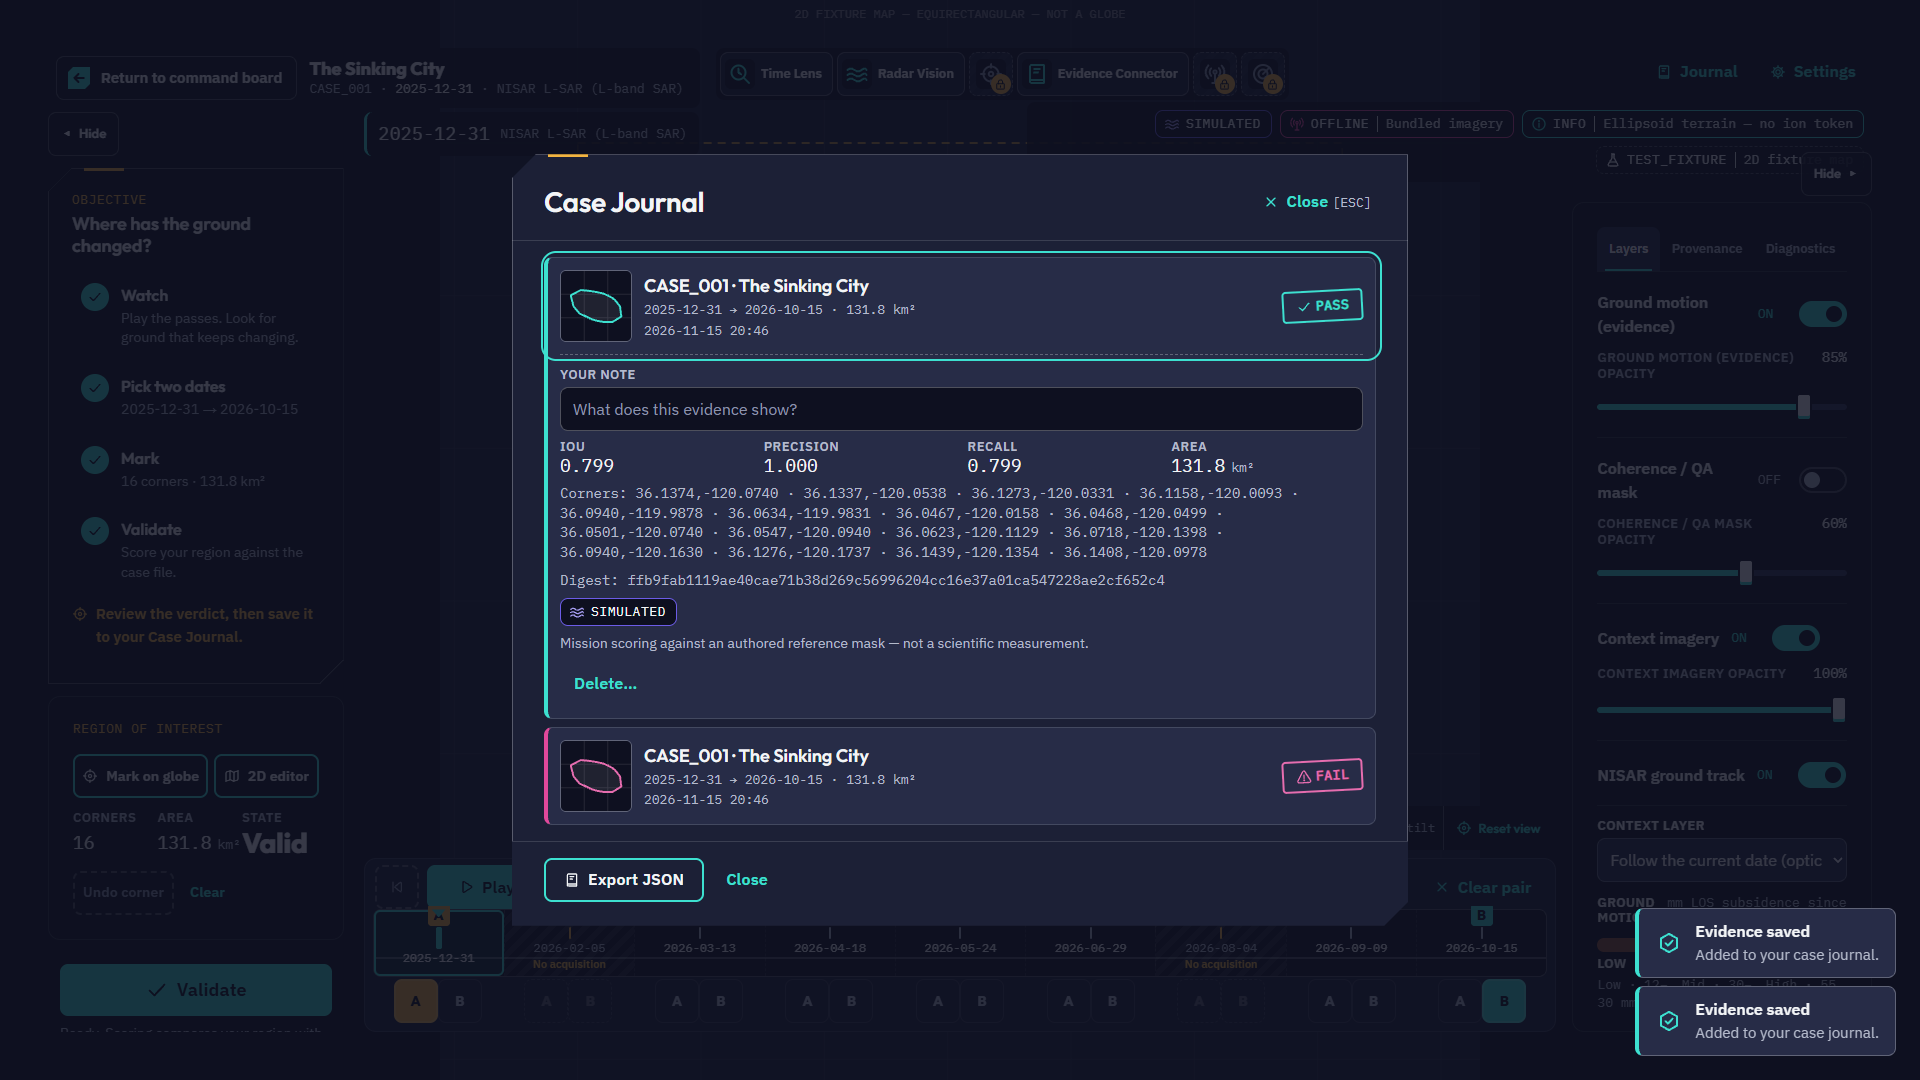 2D FIXTURE MAP — EQUIRECTANGULAR — NOT A GLOBE
Return to command board
The Sinking City
CASE_001 · 2025-12-31 · NISAR L-SAR (L-band SAR)
Time Lens
Radar Vision
Evidence Connector
Journal
Settings
Hide
2025-12-31 NISAR L-SAR (L-band SAR)
SIMULATED
OFFLINE | Bundled imagery
INFO | Ellipsoid terrain — no ion token
TEST_FIXTURE | 2D fixtu
Hide
OBJECTIVE
Where has the ground
changed?
Watch
Play the passes. Look for
ground that keeps changing.
Pick two dates
2025-12-31 → 2026-10-15
Mark
16 corners · 131.8 km²
Validate
Score your region against the
case file.
Review the verdict, then save it
to your Case Journal.
REGION OF INTEREST
Mark on globe
2D editor
CORNERS AREA STATE
16 131.8 km² Valid
Undo corner
Clear
Validate
Case Journal
Close [ESC]
CASE_001 · The Sinking City
2025-12-31 → 2026-10-15 · 131.8 km²
2026-11-15 20:46
PASS
YOUR NOTE
What does this evidence show?
IOU PRECISION RECALL AREA
0.799 1.000 0.799 131.8 km²
Corners: 36.1374,-120.0740 · 36.1337,-120.0538 · 36.1273,-120.0331 · 36.1158,-120.0093 ·
36.0940,-119.9878 · 36.0634,-119.9831 · 36.0467,-120.0158 · 36.0468,-120.0499 ·
36.0501,-120.0740 · 36.0547,-120.0940 · 36.0623,-120.1129 · 36.0718,-120.1398 ·
36.0940,-120.1630 · 36.1276,-120.1737 · 36.1439,-120.1354 · 36.1408,-120.0978
Digest: ffb9fab1119ae40cae71b38d269c56996204cc16e37a01ca547228ae2cf652c4
SIMULATED
Mission scoring against an authored reference mask — not a scientific measurement.
Delete...
CASE_001 · The Sinking City
2025-12-31 → 2026-10-15 · 131.8 km²
2026-11-15 20:46
FAIL
Export JSON
Close
tilt
Reset view
Play
Clear pair
A
B
2025-12-31 2026-02-05 2026-03-13 2026-04-18 2026-05-24 2026-06-29 2026-08-04 2026-09-09 2026-10-15
No acquisition No acquisition
A B A B A B A B A B A B A B A B A B
Layers Provenance Diagnostics
Ground motion
(evidence)
ON
GROUND MOTION (EVIDENCE)
OPACITY
85%
Coherence / QA
mask
OFF
COHERENCE / QA MASK
OPACITY
60%
Context imagery ON
CONTEXT IMAGERY OPACITY 100%
NISAR ground track ON
CONTEXT LAYER
Follow the current date (optic
GROUND mm LOS subsidence since
MOTIO
LOW
Low · 12– Mid · 30– High · 55
30 mm
Evidence saved
Added to your case journal.
Evidence saved
Added to your case journal.